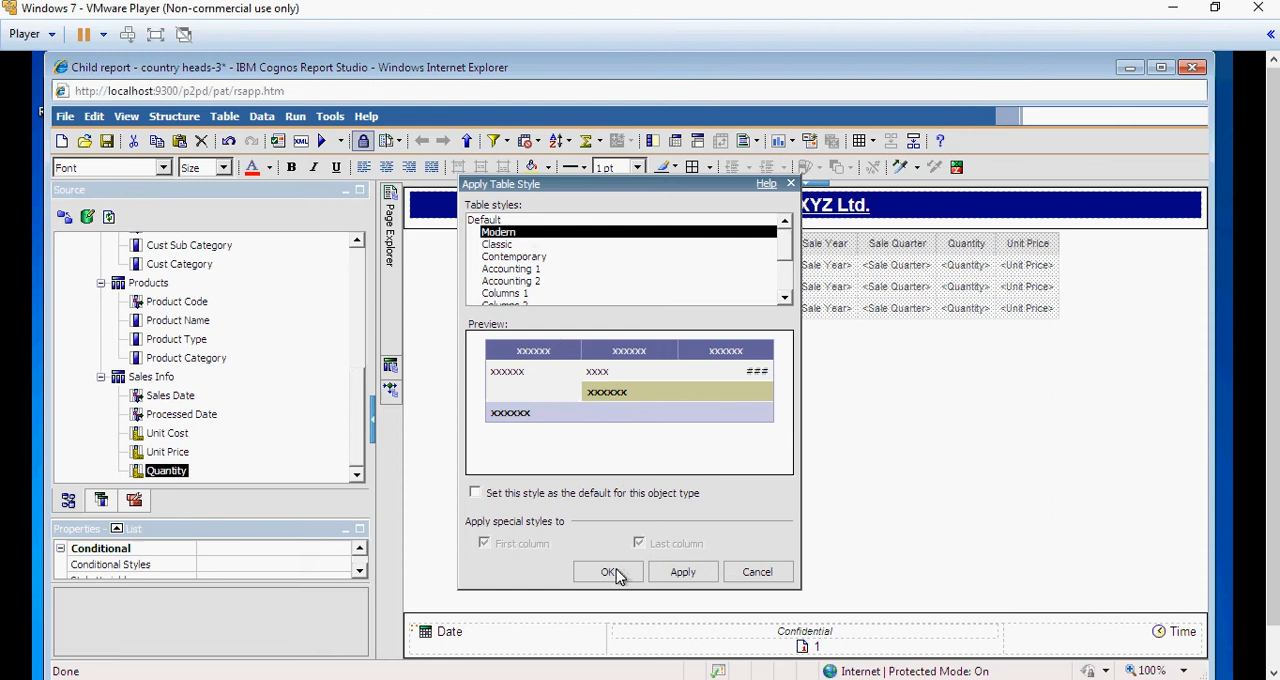 Windows 7 - VMware Player (Non-commercial use only)
Player
Child report - country heads-3* - IBM Cognos Report Studio - Windows Internet Explorer
http://localhost:9300/p2pd/pat/rsapp.htm
File Edit View Structure Table Data Run Tools Help
Font Size A B I U 1 pt
Source
Cust Sub Category
Cust Category
Products
Product Code
Product Name
Product Type
Product Category
Sales Info
Sales Date
Processed Date
Unit Cost
Unit Price
Quantity
Properties - List
Conditional
Conditional Styles
Page Explorer
Apply Table Style Help
Table styles:
Default
Modern
Classic
Contemporary
Accounting 1
Accounting 2
Columns 1
Preview:
xxxxxx xxxxxx xxxxxx
xxxxxx xxxx ###
xxxxxx
xxxxxx
Set this style as the default for this object type
Apply special styles to
First column Last column
OK Apply Cancel
XYZ Ltd.
Sale Year Sale Quarter Quantity Unit Price
Sale Year> <Sale Quarter> <Quantity> <Unit Price>
Sale Year> <Sale Quarter> <Quantity> <Unit Price>
Sale Year> <Sale Quarter> <Quantity> <Unit Price>
Date Confidential Time
1
Done Internet | Protected Mode: On 100%